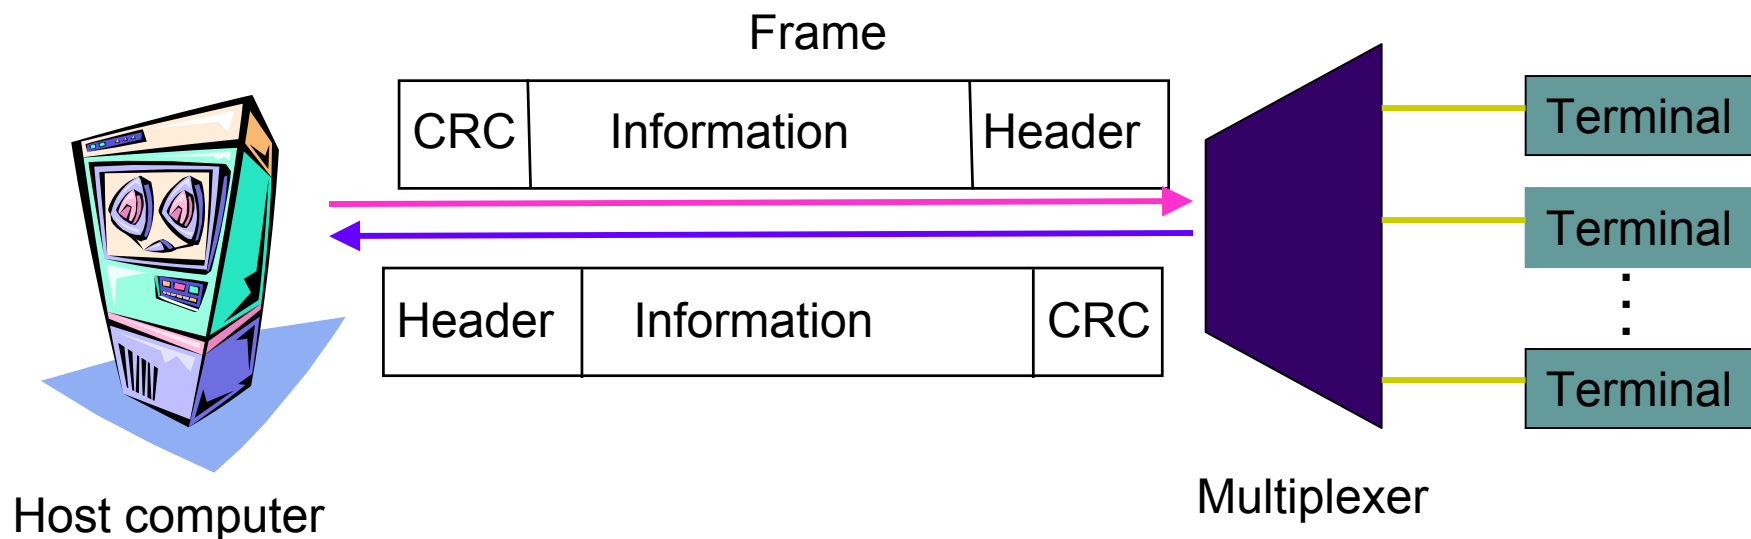 Frame
CRC Information Header
Header Information CRC
Terminal
Terminal
Terminal
Host computer
Multiplexer